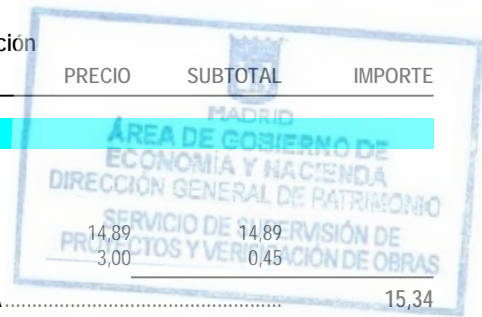 ción
PRECIO SUBTOTAL IMPORTE
MADRID
ÁREA DE GOBIERNO DE
ECONOMÍA Y HACIENDA
DIRECCIÓN GENERAL DE PATRIMONIO
SERVICIO DE SUPERVISIÓN DE
PROYECTOS Y VERIFICACIÓN DE OBRAS
14,89 14,89
3,00 0,45
A ........................................................ 15,34